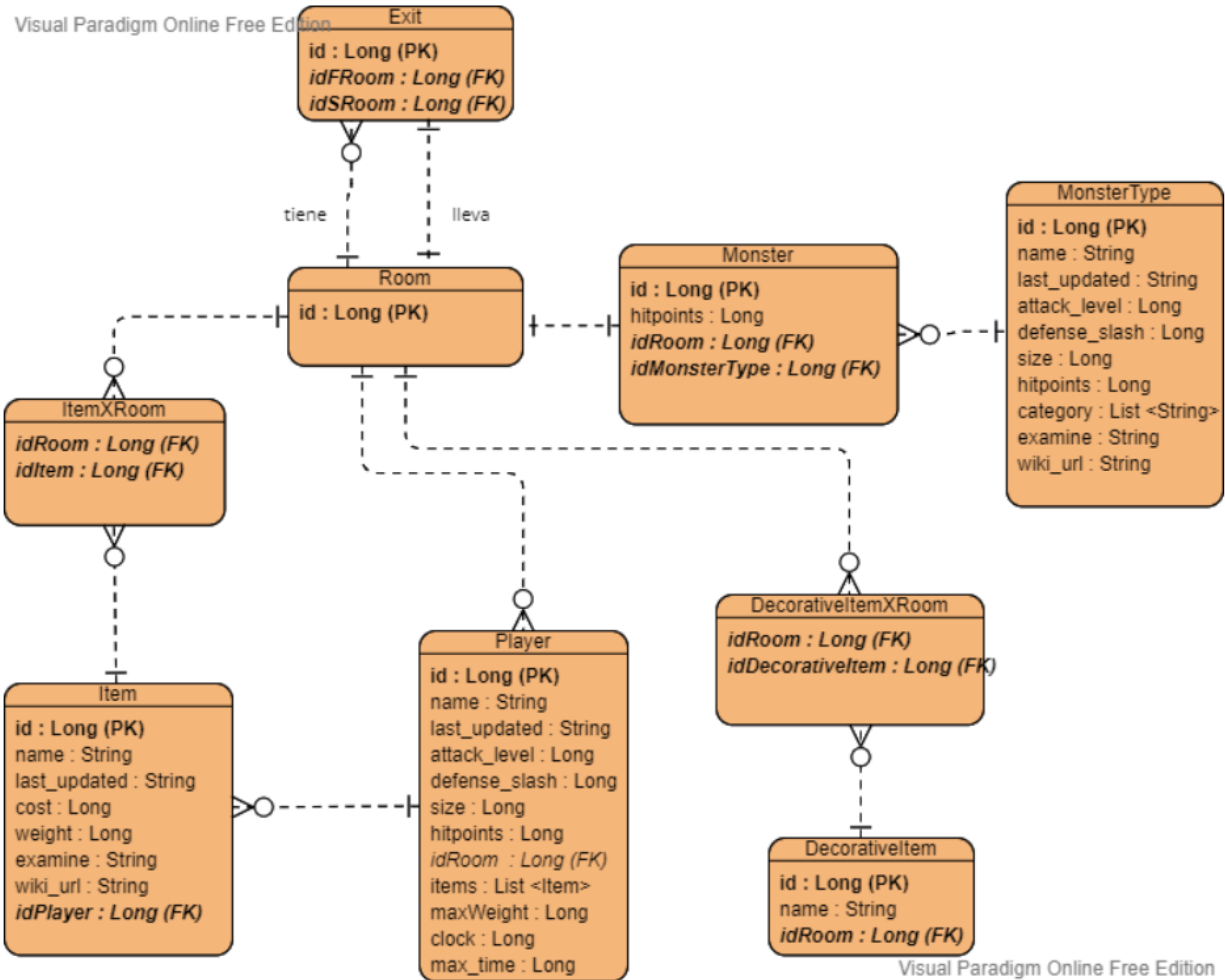 Visual Paradigm Online Free Edition
Exit
id : Long (PK)
idFRoom : Long (FK)
idSRoom : Long (FK)
tiene
lleva
Room
id : Long (PK)
Monster
id : Long (PK)
hitpoints : Long
idRoom : Long (FK)
idMonsterType : Long (FK)
MonsterType
id : Long (PK)
name : String
last_updated : String
attack_level : Long
defense_slash : Long
size : Long
hitpoints : Long
category : List <String>
examine : String
wiki_url : String
ItemXRoom
idRoom : Long (FK)
idItem : Long (FK)
Item
id : Long (PK)
name : String
last_updated : String
cost : Long
weight : Long
examine : String
wiki_url : String
idPlayer : Long (FK)
Player
id : Long (PK)
name : String
last_updated : String
attack_level : Long
defense_slash : Long
size : Long
hitpoints : Long
idRoom : Long (FK)
items : List <Item>
maxWeight : Long
clock : Long
max_time : Long
DecorativeItemXRoom
idRoom : Long (FK)
idDecorativeItem : Long (FK)
DecorativeItem
id : Long (PK)
name : String
idRoom : Long (FK)
Visual Paradigm Online Free Edition